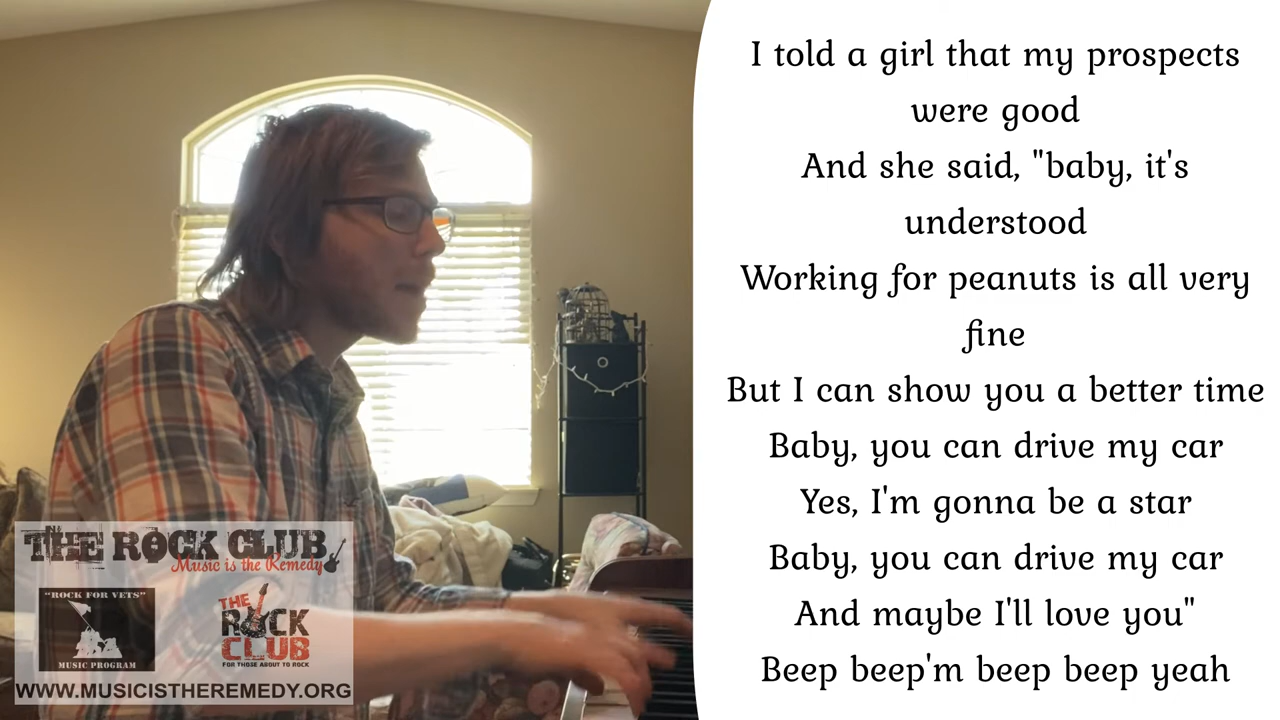 I told a girl that my prospects
were good
And she said, "baby, it's
understood
Working for peanuts is all very
fine
But I can show you a better time
Baby, you can drive my car
Yes, I'm gonna be a star
Baby, you can drive my car
And maybe I'll love you"
Beep beep'm beep beep yeah
THE ROCK CLUB
Music is the Remedy
"ROCK FOR VETS"
MUSIC PROGRAM
THE
ROCK
CLUB
FOR THOSE ABOUT TO ROCK
WWW.MUSICISTHEREMEDY.ORG